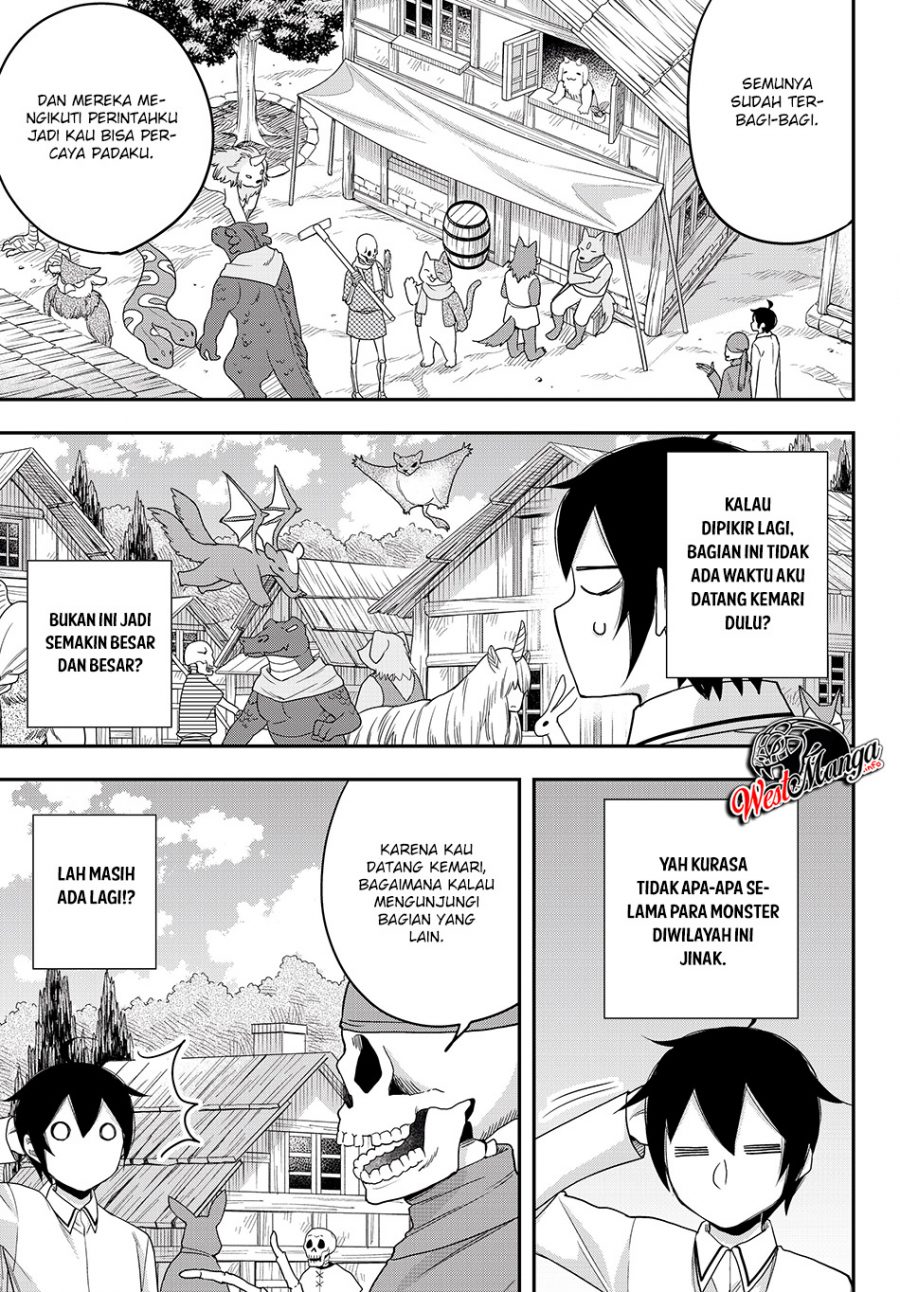 SEMUNYA
SUDAH TER-
BAGI-BAGI.
DAN MEREKA ME-
NGIKUTI PERINTAHKU
JADI KAU BISA PER-
CAYA PADAKU.
KALAU
DIPIKIR LAGI,
BAGIAN INI TIDAK
ADA WAKTU AKU
DATANG KEMARI
DULU?
BUKAN INI JADI
SEMAKIN BESAR
DAN BESAR?
WestManga
.info
YAH KURASA
TIDAK APA-APA SE-
LAMA PARA MONSTER
DIWILAYAH INI
JINAK.
KARENA KAU
DATANG KEMARI,
BAGAIMANA KALAU
MENGUNJUNGI
BAGIAN YANG
LAIN.
LAH MASIH
ADA LAGI!?